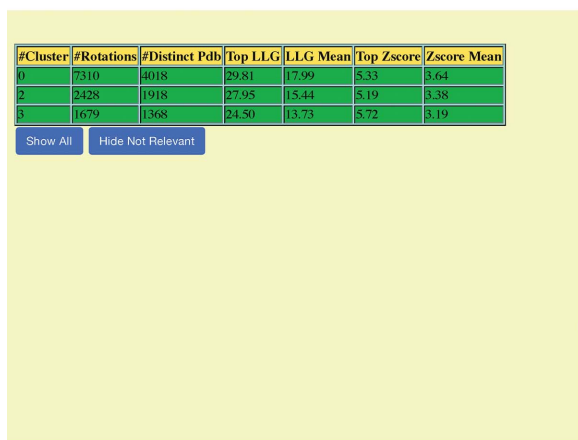 #Cluster #Rotations #Distinct Pdb Top LLG LLG Mean Top Zscore Zscore Mean
0 7310 4018 29.81 17.99 5.33 3.64
2 2428 1918 27.95 15.44 5.19 3.38
3 1679 1368 24.50 13.73 5.72 3.19
Show All Hide Not Relevant